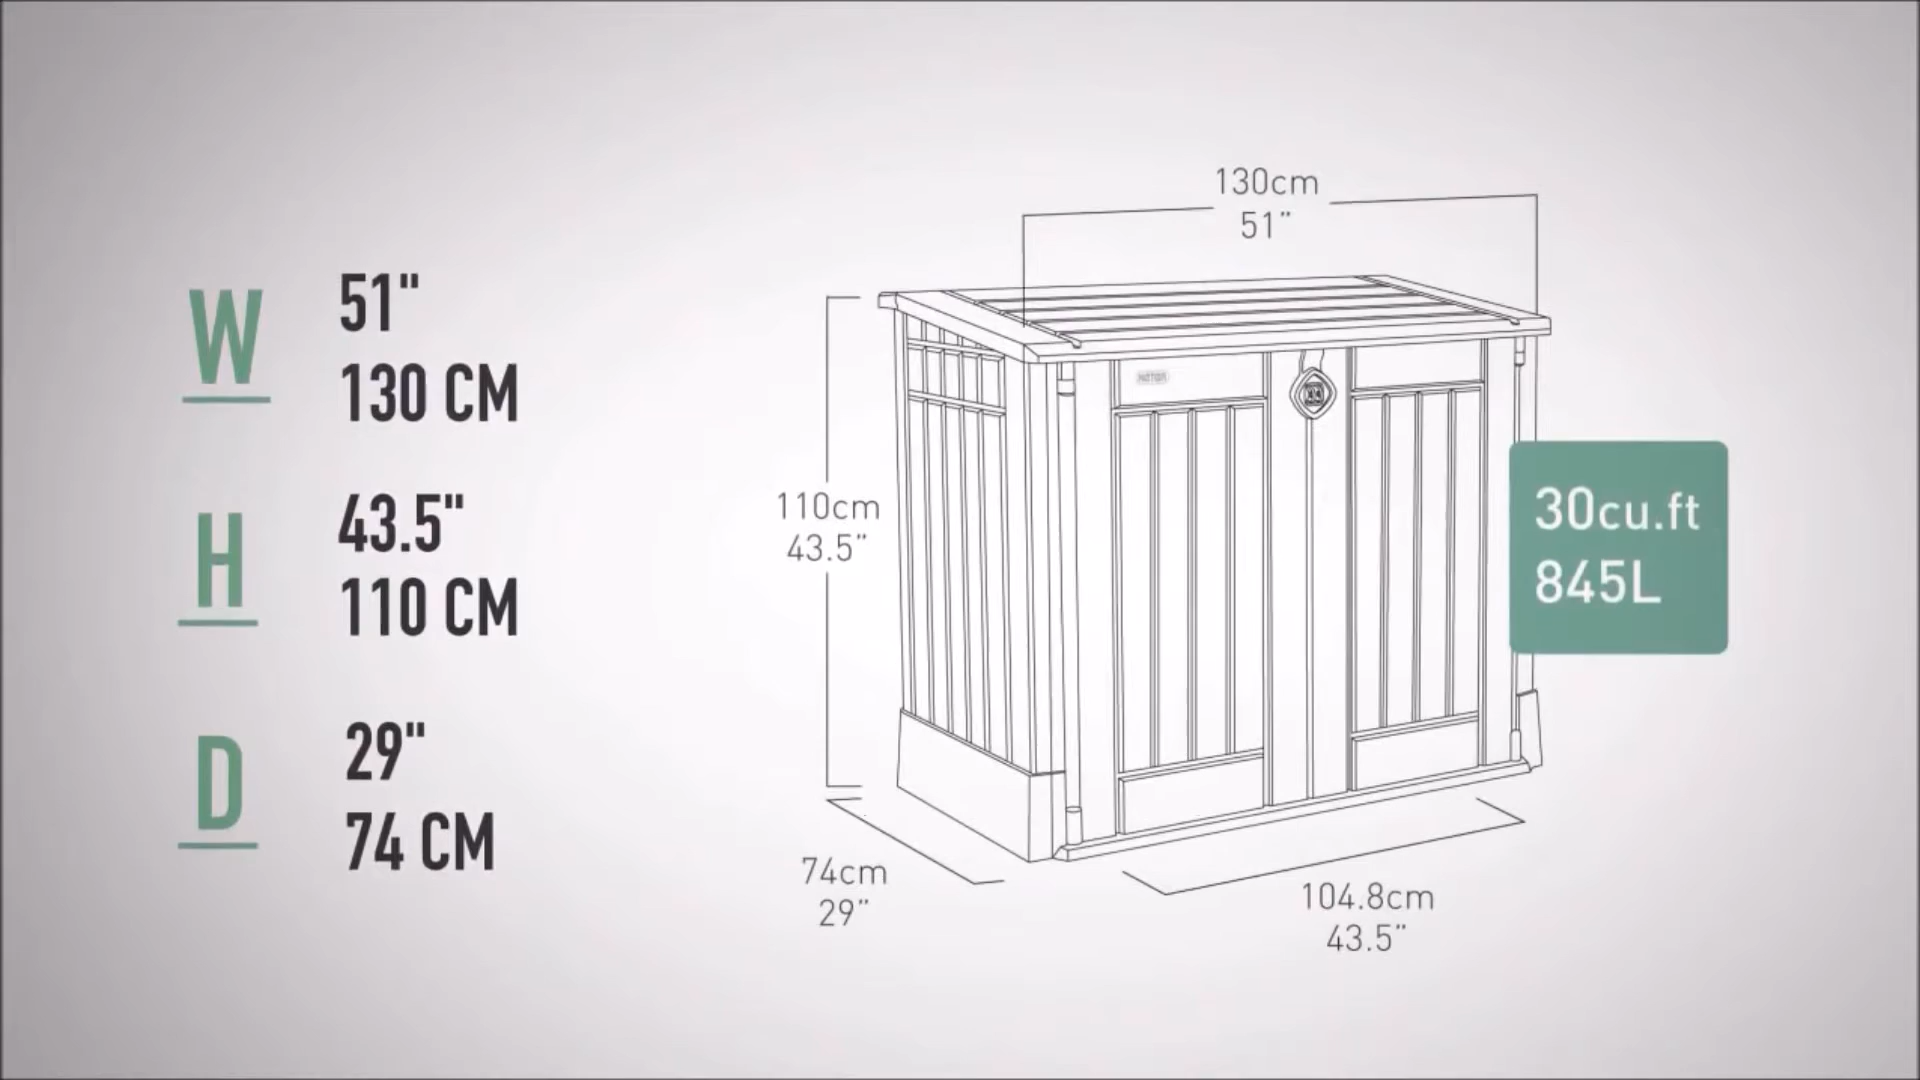 W
51"
130 CM
H
43.5"
110 CM
D
29"
74 CM
130cm
51”
110cm
43.5”
30cu.ft
845L
74cm
29”
104.8cm
43.5”